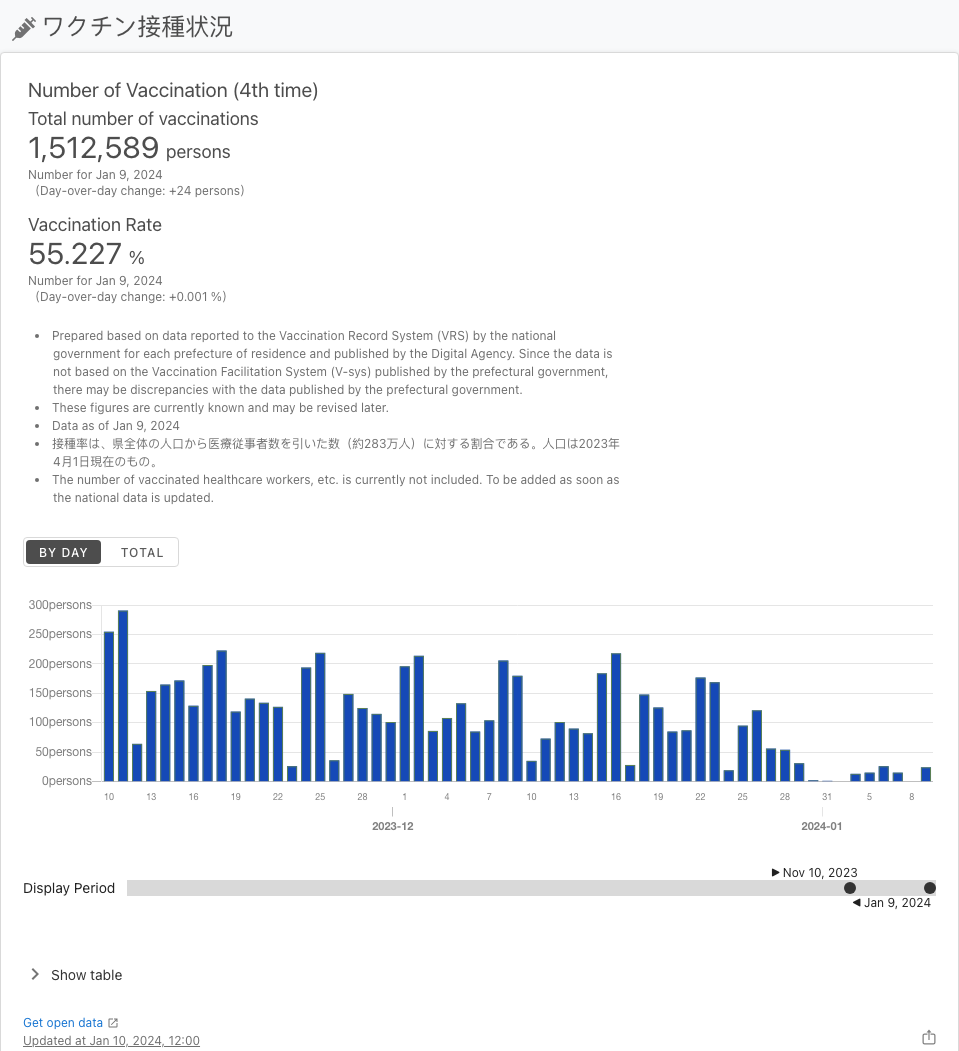 ワクチン接種状況
Number of Vaccination (4th time)
Total number of vaccinations
1,512,589 persons
Number for Jan 9, 2024
(Day-over-day change: +24 persons)
Vaccination Rate
55.227 %
Number for Jan 9, 2024
(Day-over-day change: +0.001 %)
• Prepared based on data reported to the Vaccination Record System (VRS) by the national
government for each prefecture of residence and published by the Digital Agency. Since the data is
not based on the Vaccination Facilitation System (V-sys) published by the prefectural government,
there may be discrepancies with the data published by the prefectural government.
• These figures are currently known and may be revised later.
• Data as of Jan 9, 2024
• 接種率は、県全体の人口から医療従事者数を引いた数（約283万人）に対する割合である。人口は2023年
4月1日現在のもの。
• The number of vaccinated healthcare workers, etc. is currently not included. To be added as soon as
the national data is updated.
BY DAY TOTAL
300persons
250persons
200persons
150persons
100persons
50persons
0persons
10 13 16 19 22 25 28 1 4 7 10 13 16 19 22 25 28 31 5 8
2023-12 2024-01
Nov 10, 2023
Display Period
Jan 9, 2024
Show table
Get open data
Updated at Jan 10, 2024, 12:00